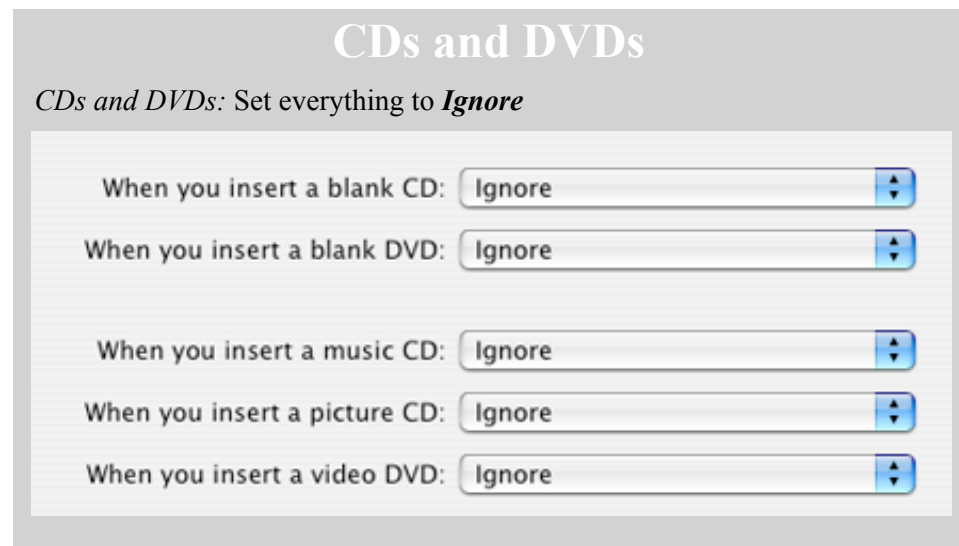 CDs and DVDs
CDs and DVDs: Set everything to Ignore
When you insert a blank CD: Ignore
When you insert a blank DVD: Ignore
When you insert a music CD: Ignore
When you insert a picture CD: Ignore
When you insert a video DVD: Ignore